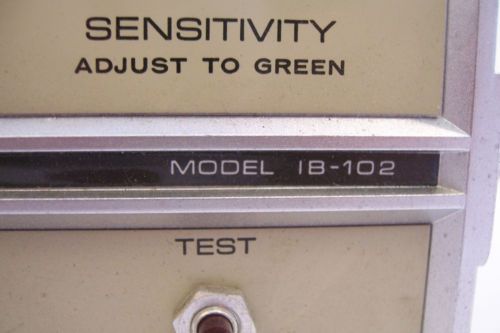 SENSITIVITY
ADJUST TO GREEN
MODEL IB-102
TEST